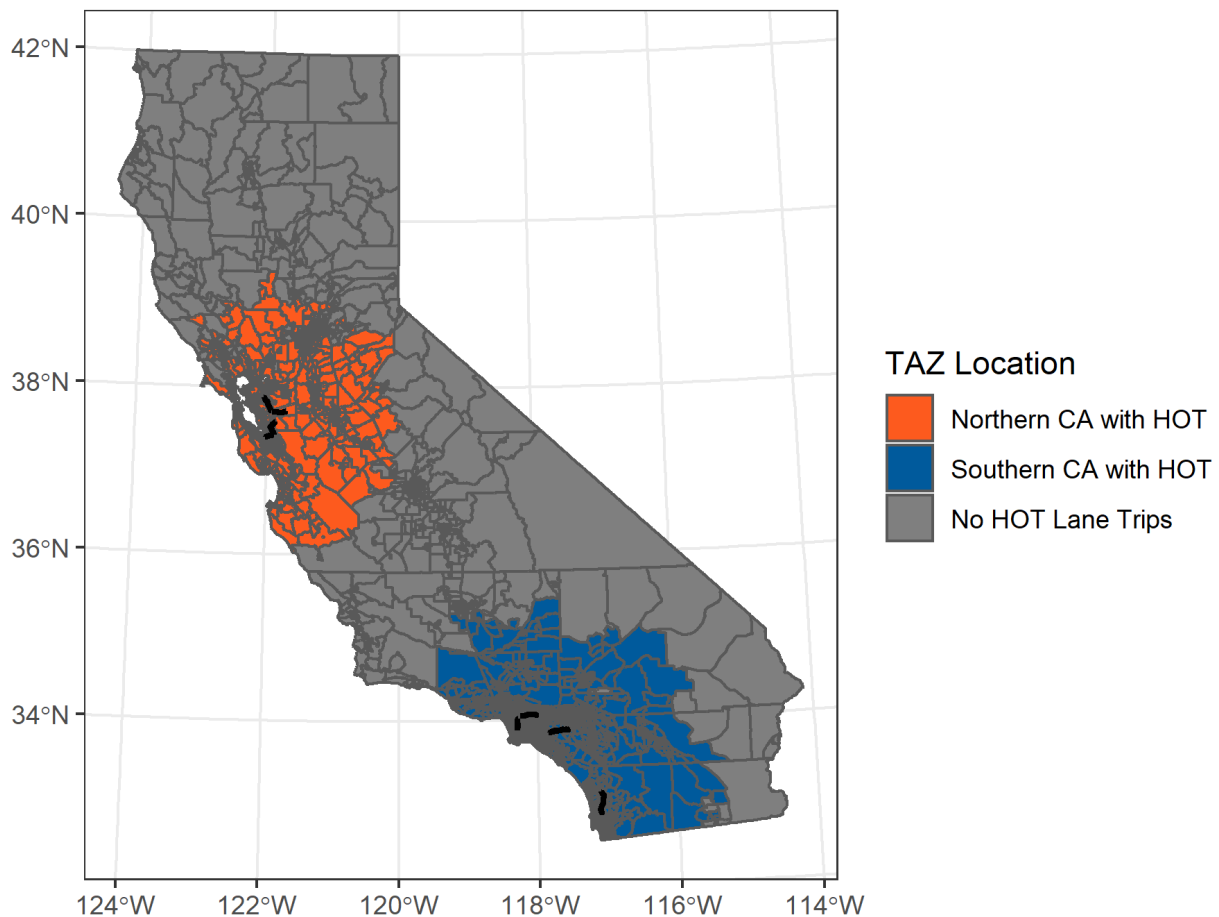 42°N
40°N
38°N
36°N
34°N
124°W 122°W 120°W 118°W 116°W 114°W
TAZ Location
Northern CA with HOT
Southern CA with HOT
No HOT Lane Trips